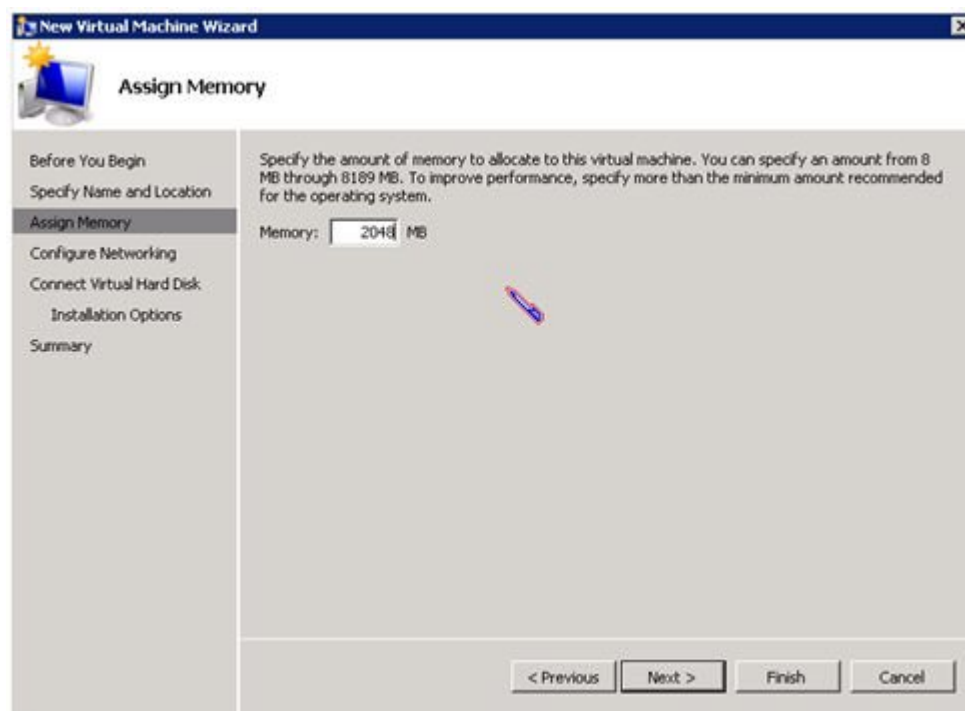 New Virtual Machine Wizard
Assign Memory
Before You Begin
Specify Name and Location
Assign Memory
Configure Networking
Connect Virtual Hard Disk
Installation Options
Summary
Specify the amount of memory to allocate to this virtual machine. You can specify an amount from 8
MB through 8189 MB. To improve performance, specify more than the minimum amount recommended
for the operating system.
Memory: 2048 MB
< Previous Next > Finish Cancel